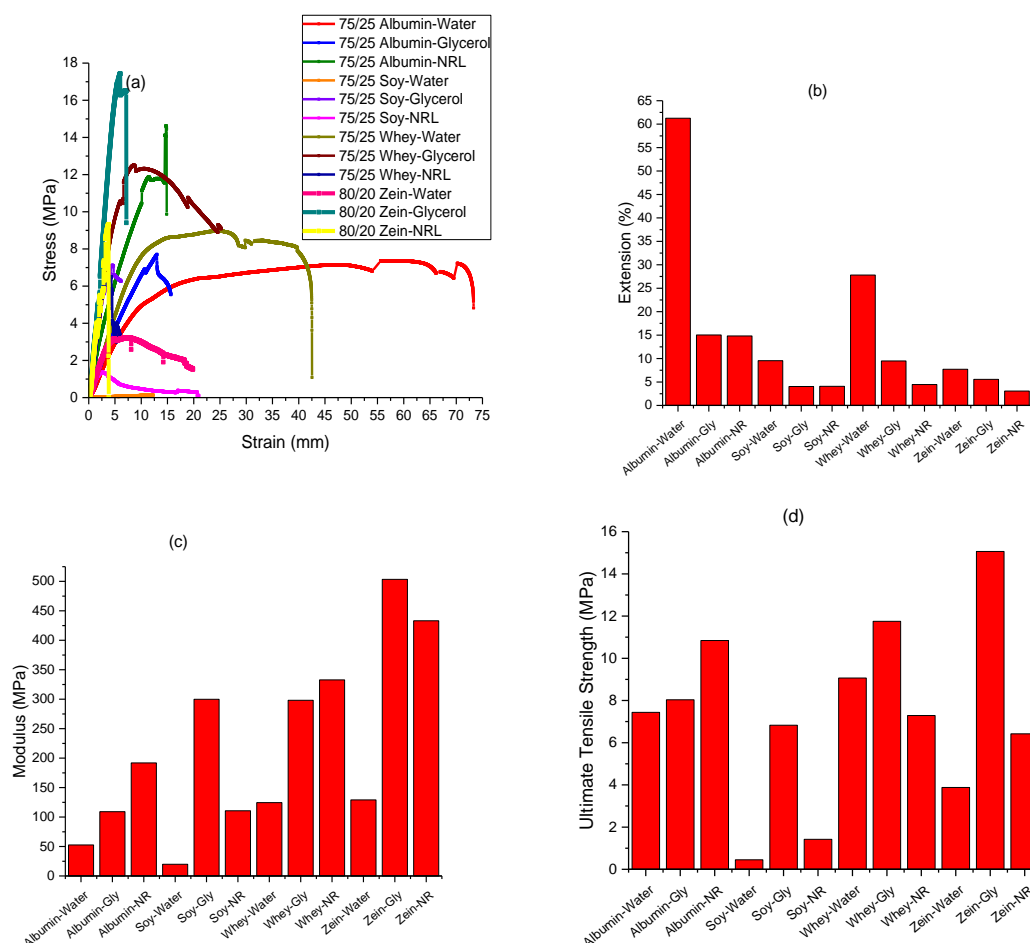 75/25 Albumin-Water
75/25 Albumin-Glycerol
75/25 Albumin-NRL
75/25 Soy-Water
75/25 Soy-Glycerol
75/25 Soy-NRL
75/25 Whey-Water
75/25 Whey-Glycerol
75/25 Whey-NRL
80/20 Zein-Water
80/20 Zein-Glycerol
80/20 Zein-NRL
(a)
18
16
14
12
10
8
6
4
2
0
Stress (MPa)
0 5 10 15 20 25 30 35 40 45 50 55 60 65 70 75
Strain (mm)
(b)
65
60
55
50
45
40
35
30
25
20
15
10
5
0
Extension (%)
Albumin-Water
Albumin-Gly
Albumin-NR
Soy-Water
Soy-Gly
Soy-NR
Whey-Water
Whey-Gly
Whey-NR
Zein-Water
Zein-Gly
Zein-NR
(c)
500
450
400
350
300
250
200
150
100
50
0
Modulus (MPa)
Albumin-Water
Albumin-Gly
Albumin-NR
Soy-Water
Soy-Gly
Soy-NR
Whey-Water
Whey-Gly
Whey-NR
Zein-Water
Zein-Gly
Zein-NR
(d)
16
14
12
10
8
6
4
2
0
Ultimate Tensile Strength (MPa)
Albumin-Water
Albumin-Gly
Albumin-NR
Soy-Water
Soy-Gly
Soy-NR
Whey-Water
Whey-Gly
Whey-NR
Zein-Water
Zein-Gly
Zein-NR